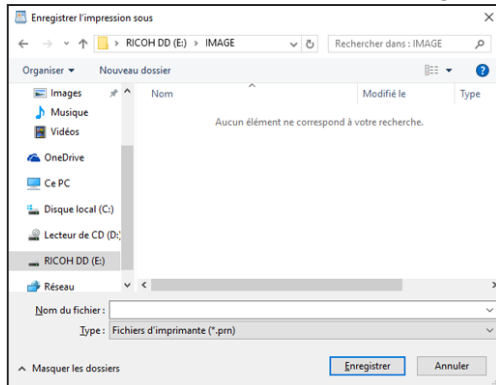 Enregistrer l'impression sous
RICOH DD (E:) > IMAGE
Rechercher dans : IMAGE
Organiser
Nouveau dossier
Nom
Modifié le
Type
Aucun élément ne correspond à votre recherche.
Images
Musique
Vidéos
OneDrive
Ce PC
Disque local (C:)
Lecteur de CD (D:)
RICOH DD (E:)
Réseau
Nom du fichier :
Type : Fichiers d'imprimante (*.prn)
Masquer les dossiers
Enregistrer
Annuler